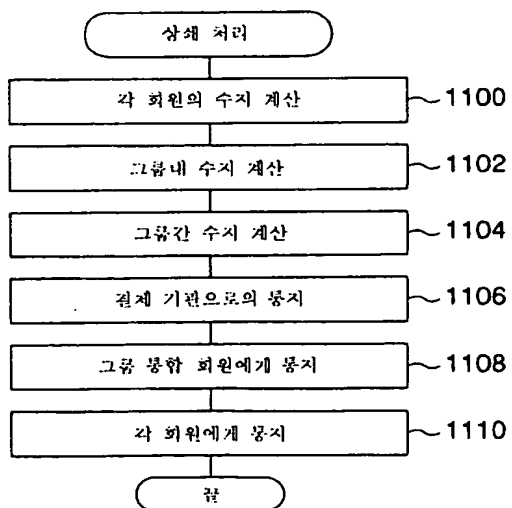 상쇄 처리
각 회원의 수지 계산
1100
그룹내 수지 계산
1102
그룹간 수지 계산
1104
결제 기관으로의 통지
1106
그룹 통합 회원에게 통지
1108
각 회원에게 통지
1110
끝